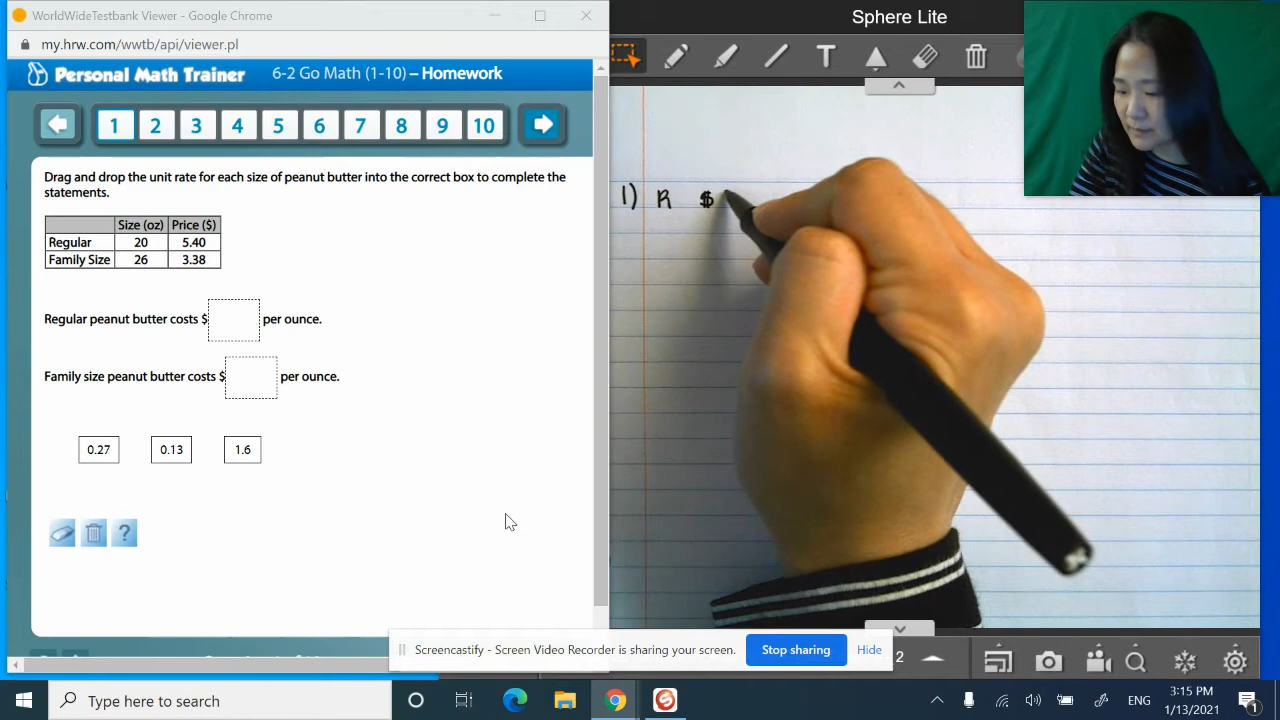 WorldWideTestbank Viewer - Google Chrome
my.hrw.com/wwtb/api/viewer.pl
Personal Math Trainer 6-2 Go Math (1-10) – Homework
1 2 3 4 5 6 7 8 9 10
Drag and drop the unit rate for each size of peanut butter into the correct box to complete the
statements.
Size (oz) Price ($)
Regular 20 5.40
Family Size 26 3.38
Regular peanut butter costs $ per ounce.
Family size peanut butter costs $ per ounce.
0.27 0.13 1.6
?
Sphere Lite
T
1) R $
Screencastify - Screen Video Recorder is sharing your screen. Stop sharing Hide
2
Type here to search
ENG
3:15 PM
1/13/2021
1